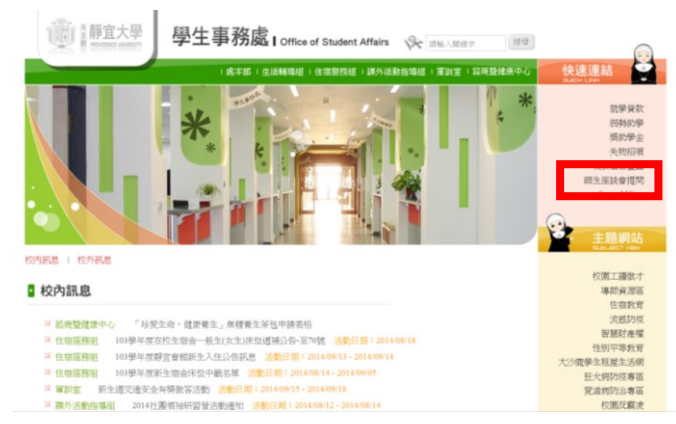 靜宜大學
PROVIDENCE UNIVERSITY
學生事務處 | Office of Student Affairs
請輸入關鍵字
搜尋
| 處本部 | 生活輔導組 | 住宿服務組 | 課外活動指導組 | 軍訓室 | 諮商暨健康中心
快速連結
QUICK LINK
就學貸款
弱勢助學
獎助學金
失物招領
師生座談會提問
主題網站
SUBJECT WEB
校園工讀徵才
導師資源區
住宿教育
流感防疫
智慧財產權
性別平等教育
大沙鹿學生租屋生活網
狂犬病防疫專區
愛滋病防治專區
校園反霸凌
校內訊息 | 校外訊息
校內訊息
諮商暨健康中心 「珍愛生命，健康養生」無糖養生茶包申請表格
住宿服務組 103學年度在校生宿舍一般生(女生)床位遞補公告-至70號 活動日期：2014/08/18
住宿服務組 103學年度靜宜會館新生入住公告訊息 活動日期：2014/09/13 - 2014/09/14
住宿服務組 103學年度新生宿舍床位中籤名單 活動日期：2014/08/14 - 2014/09/05
軍訓室 新生週交通安全有獎徵答活動 活動日期：2014/09/15 - 2014/09/18
課外活動指導組 2014社團領袖研習營活動通知 活動日期：2014/08/12 - 2014/08/14